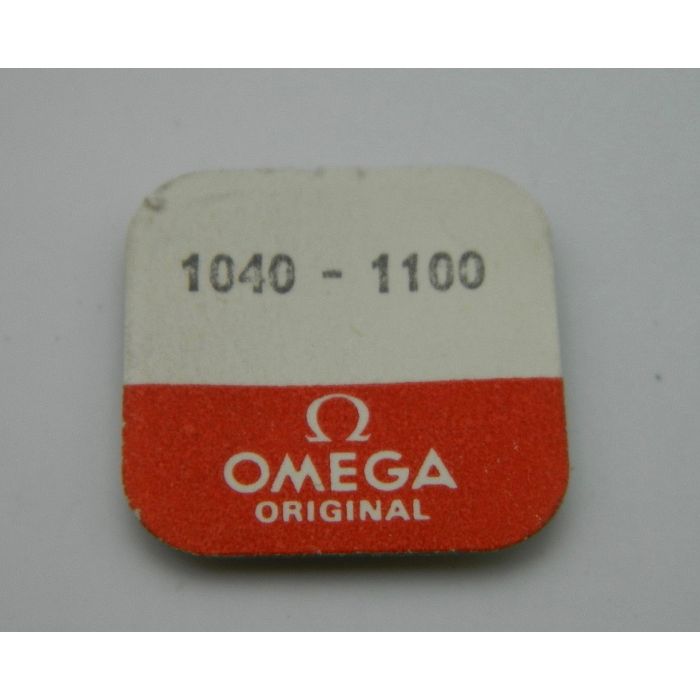 1040 - 1100
Ω
OMEGA
ORIGINAL